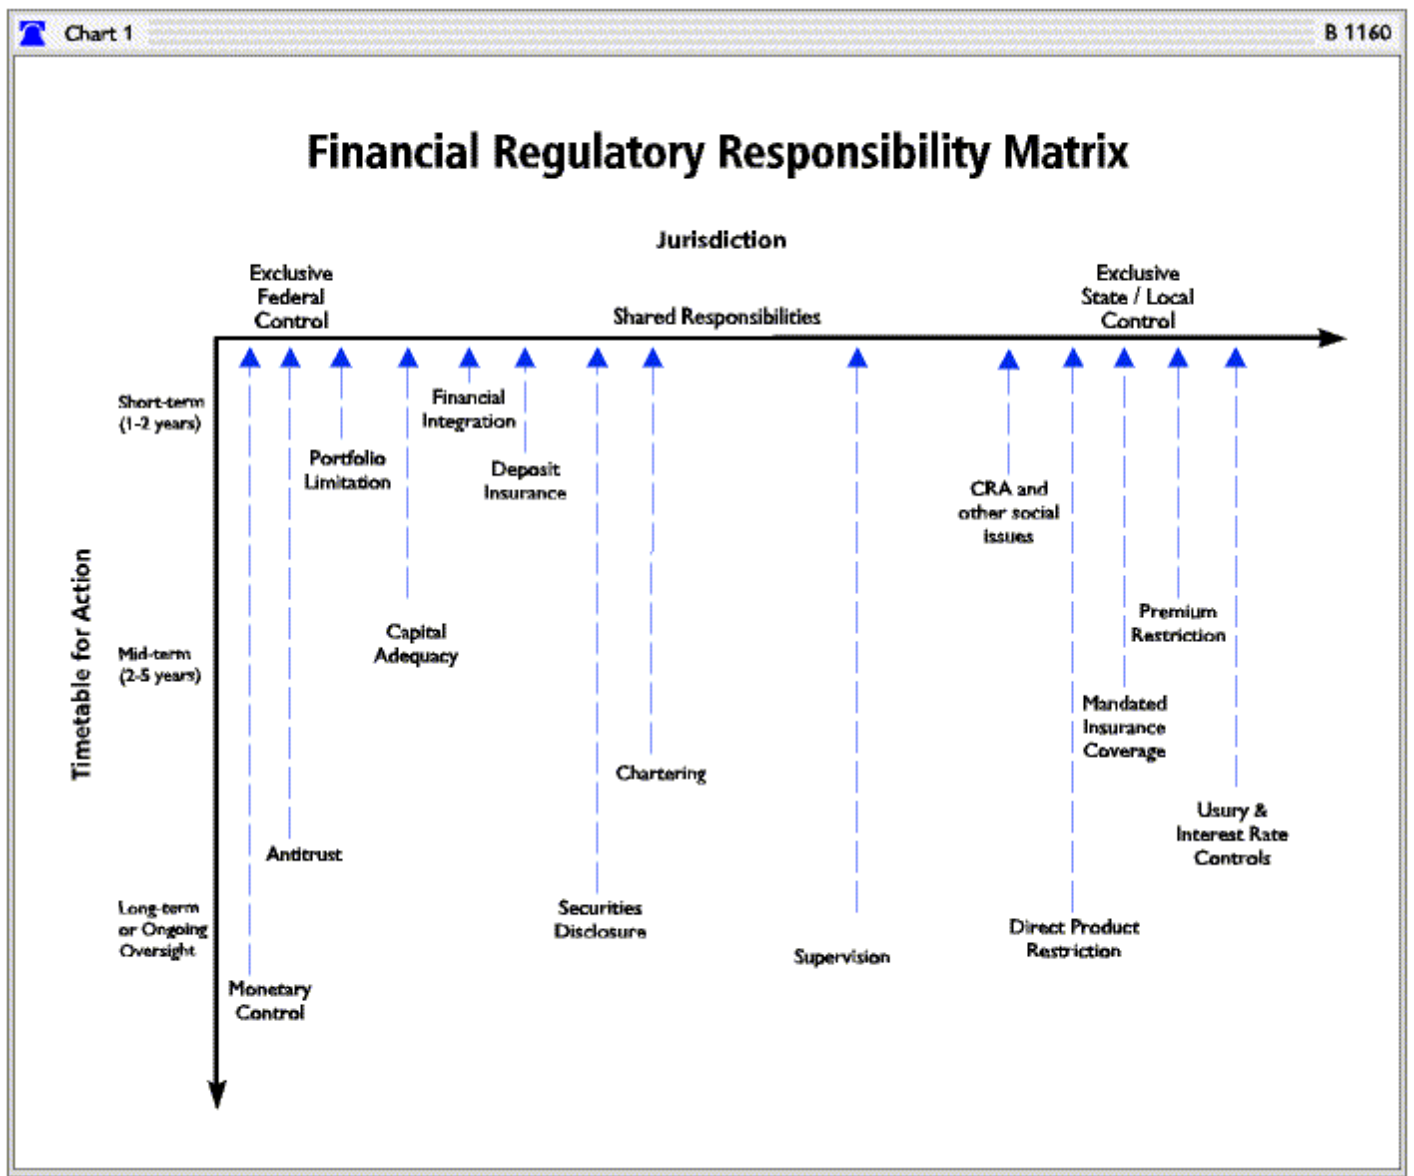 Chart 1
B 1160
Financial Regulatory Responsibility Matrix
Jurisdiction
Exclusive
Federal
Control
Shared Responsibilities
Exclusive
State / Local
Control
Timetable for Action
Short-term
(1-2 years)
Mid-term
(2-5 years)
Long-term
or Ongoing
Oversight
Financial
Integration
Portfolio
Limitation
Deposit
Insurance
CRA and
other social
issues
Capital
Adequacy
Premium
Restriction
Mandated
Insurance
Coverage
Chartering
Usury &
Interest Rate
Controls
Antitrust
Securities
Disclosure
Supervision
Direct Product
Restriction
Monetary
Control